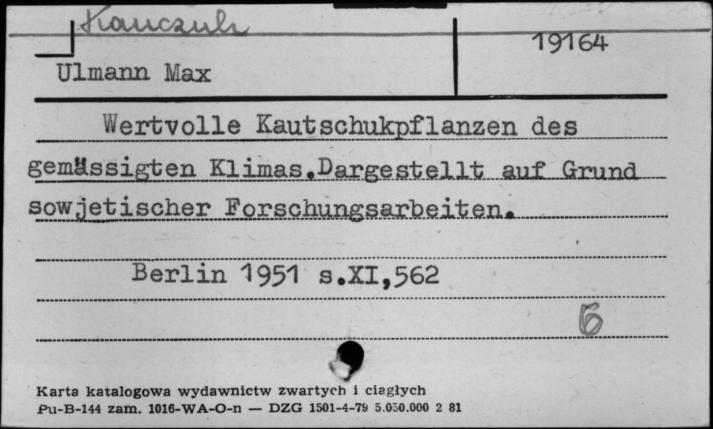 Kauczuk
19164
Ulmann Max
Wertvolle Kautschukpflanzen des
gemässigten Klimas.Dargestellt auf Grund
sowjetischer Forschungsarbeiten.
Berlin 1951 s.XI,562
6
Karta katalogowa wydawnictw zwartych i ciągłych
Pu-B-144 zam. 1016-WA-O-n — DZG 1501-4-79 5.050.000 2 81